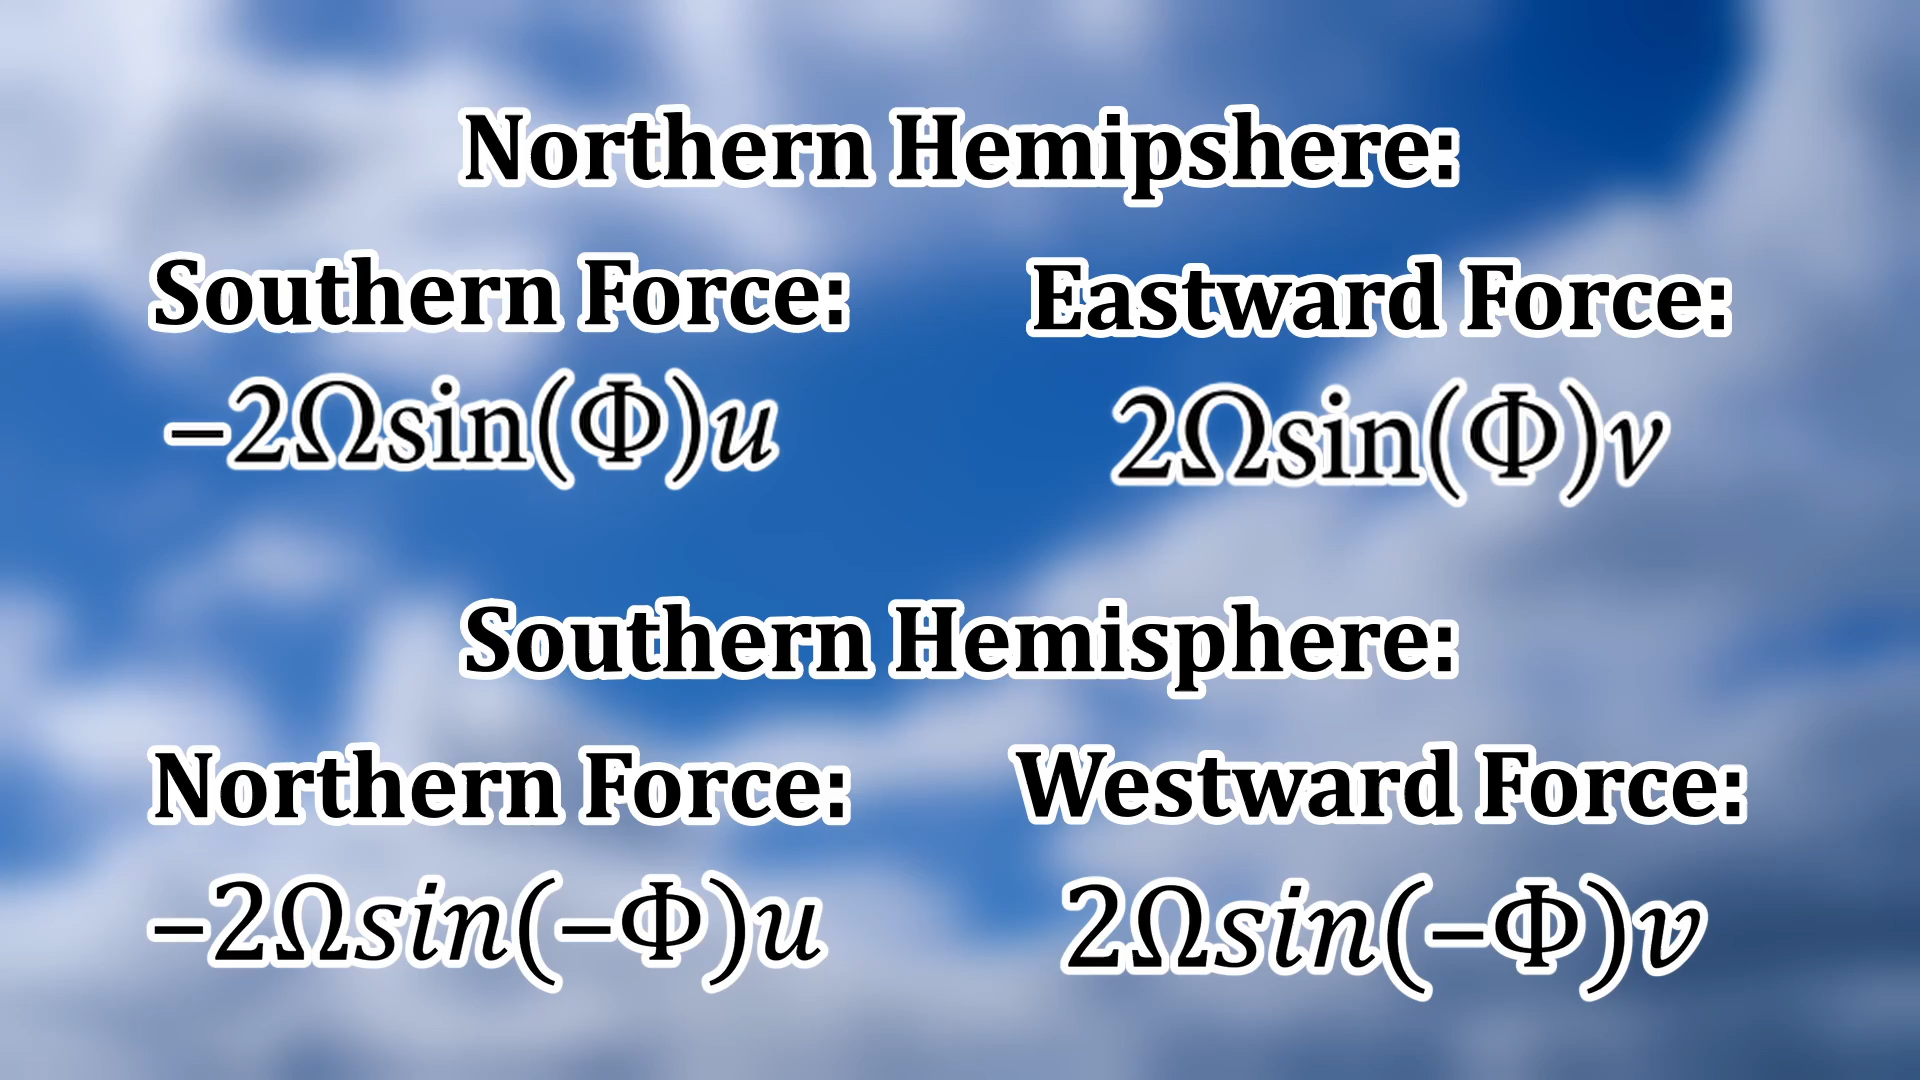 Northern Hemipshere:
Southern Force:
Eastward Force:
−2Ωsin(Φ)u
2Ωsin(Φ)v
Southern Hemisphere:
Northern Force:
Westward Force:
−2Ωsin(−Φ)u
2Ωsin(−Φ)v